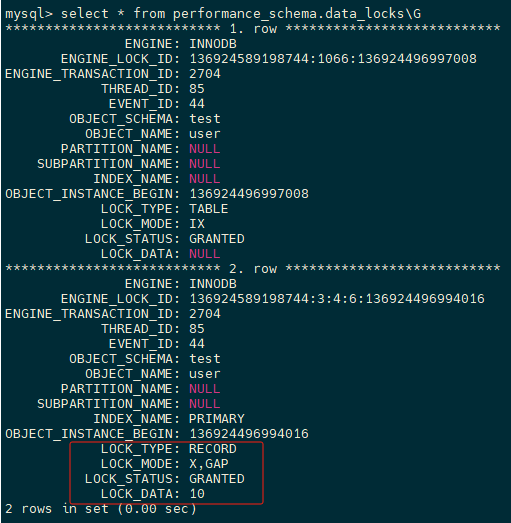 mysql> select * from performance_schema.data_locks\G
*************************** 1. row ***************************
ENGINE: INNODB
ENGINE_LOCK_ID: 136924589198744:1066:136924496997008
ENGINE_TRANSACTION_ID: 2704
THREAD_ID: 85
EVENT_ID: 44
OBJECT_SCHEMA: test
OBJECT_NAME: user
PARTITION_NAME: NULL
SUBPARTITION_NAME: NULL
INDEX_NAME: NULL
OBJECT_INSTANCE_BEGIN: 136924496997008
LOCK_TYPE: TABLE
LOCK_MODE: IX
LOCK_STATUS: GRANTED
LOCK_DATA: NULL
*************************** 2. row ***************************
ENGINE: INNODB
ENGINE_LOCK_ID: 136924589198744:3:4:6:136924496994016
ENGINE_TRANSACTION_ID: 2704
THREAD_ID: 85
EVENT_ID: 44
OBJECT_SCHEMA: test
OBJECT_NAME: user
PARTITION_NAME: NULL
SUBPARTITION_NAME: NULL
INDEX_NAME: PRIMARY
OBJECT_INSTANCE_BEGIN: 136924496994016
LOCK_TYPE: RECORD
LOCK_MODE: X,GAP
LOCK_STATUS: GRANTED
LOCK_DATA: 10
2 rows in set (0.00 sec)